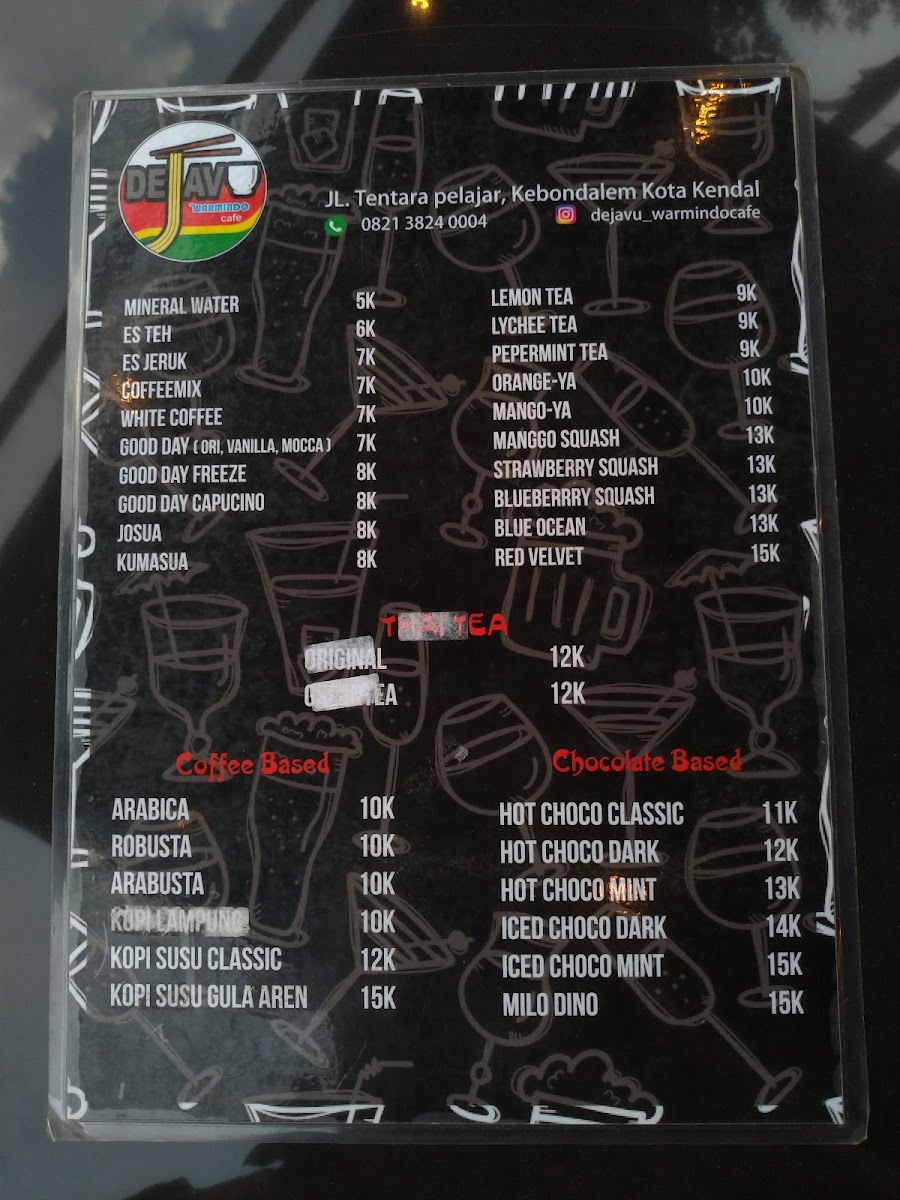 DEJAVU
WARMINDO
cafe
JL. Tentara pelajar, Kebondalem Kota Kendal
0821 3824 0004 dejavu_warmindocafe
MINERAL WATER 5K
ES TEH 6K
ES JERUK 7K
COFFEEMIX 7K
WHITE COFFEE 7K
GOOD DAY ( ORI, VANILLA, MOCCA ) 7K
GOOD DAY FREEZE 8K
GOOD DAY CAPUCINO 8K
JOSUA 8K
KUMASUA 8K
LEMON TEA 9K
LYCHEE TEA 9K
PEPERMINT TEA 9K
ORANGE-YA 10K
MANGO-YA 10K
MANGGO SQUASH 13K
STRAWBERRY SQUASH 13K
BLUEBERRRY SQUASH 13K
BLUE OCEAN 13K
RED VELVET 15K
THAI TEA
ORIGINAL 12K
TEA 12K
Coffee Based
ARABICA 10K
ROBUSTA 10K
ARABUSTA 10K
KOPI LAMPUNG 10K
KOPI SUSU CLASSIC 12K
KOPI SUSU GULA AREN 15K
Chocolate Based
HOT CHOCO CLASSIC 11K
HOT CHOCO DARK 12K
HOT CHOCO MINT 13K
ICED CHOCO DARK 14K
ICED CHOCO MINT 15K
MILO DINO 15K